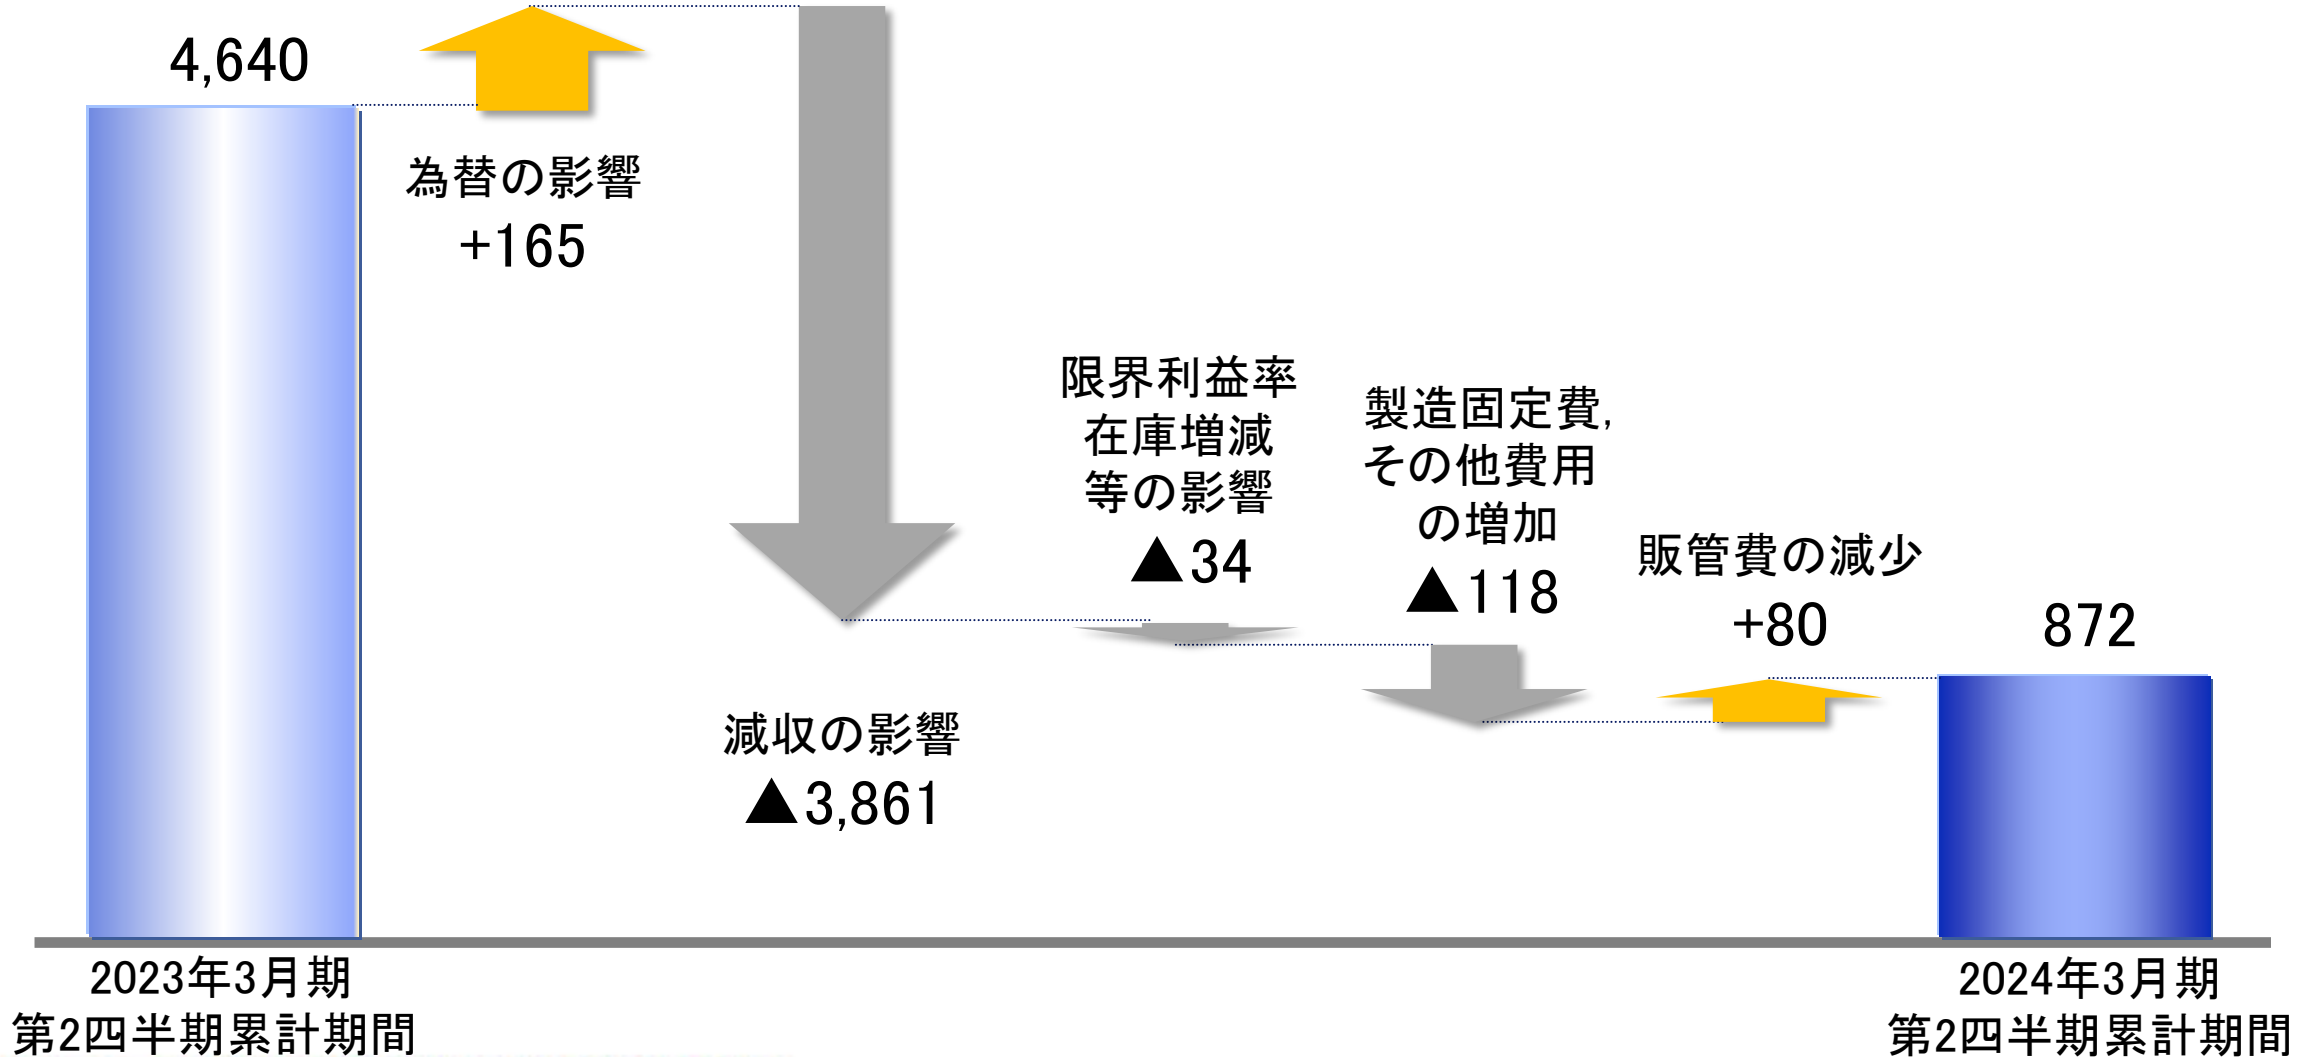 4,640
為替の影響
+165
減収の影響
▲3,861
限界利益率
在庫増減
等の影響
▲34
製造固定費,
その他費用
の増加
▲118
販管費の減少
+80
872
2023年3月期
第2四半期累計期間
2024年3月期
第2四半期累計期間